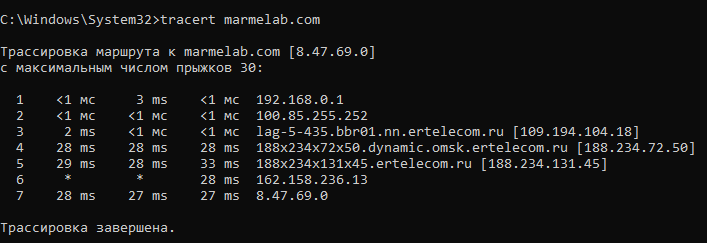 C:\Windows\System32>tracert marmelab.com
Трассировка маршрута к marmelab.com [8.47.69.0]
с максимальным числом прыжков 30:
1 <1 мс 3 ms <1 мс 192.168.0.1
2 <1 мс <1 мс <1 мс 100.85.255.252
3 2 ms <1 мс <1 мс lag-5-435.bbr01.nn.ertelecom.ru [109.194.104.18]
4 28 ms 28 ms 28 ms 188x234x72x50.dynamic.omsk.ertelecom.ru [188.234.72.50]
5 29 ms 28 ms 33 ms 188x234x131x45.ertelecom.ru [188.234.131.45]
6 * * 28 ms 162.158.236.13
7 28 ms 27 ms 27 ms 8.47.69.0
Трассировка завершена.